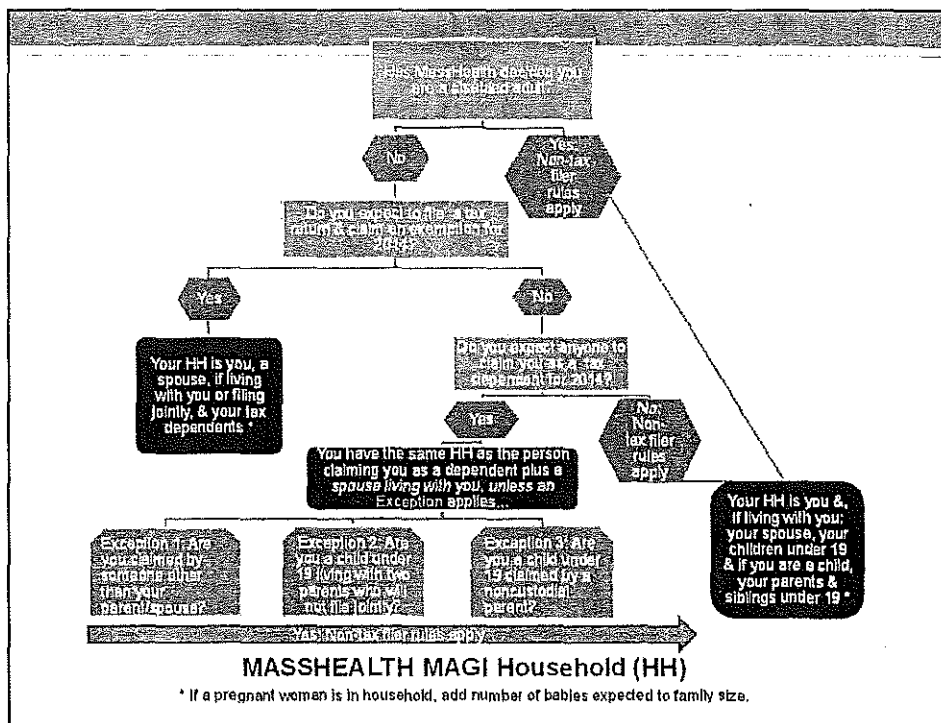 Has MassHealth decided you
are a disabled adult?
No
Yes:
Non-tax
filer
rules
apply
Do you expect to file a tax
return & claim an exemption for
2014?
Yes
No
Your HH is you, a
spouse, if living
with you or filing
jointly, & your tax
dependents *
Do you expect anyone to
claim you as a tax
dependent for 2014?
Yes
No:
Non-
tax filer
rules
apply
You have the same HH as the person
claiming you as a dependent plus a
spouse living with you, unless an
Exception applies...
Your HH is you &,
if living with you:
your spouse, your
children under 19
& if you are a child,
your parents &
siblings under 19 *
Exception 1: Are
you claimed by
someone other
than your
parent/spouse?
Exception 2: Are
you a child under
19 living with two
parents who will
not file jointly?
Exception 3: Are
you a child under
19 claimed by a
noncustodial
parent?
Yes: Non-tax filer rules apply
MASSHEALTH MAGI Household (HH)
* If a pregnant woman is in household, add number of babies expected to family size.